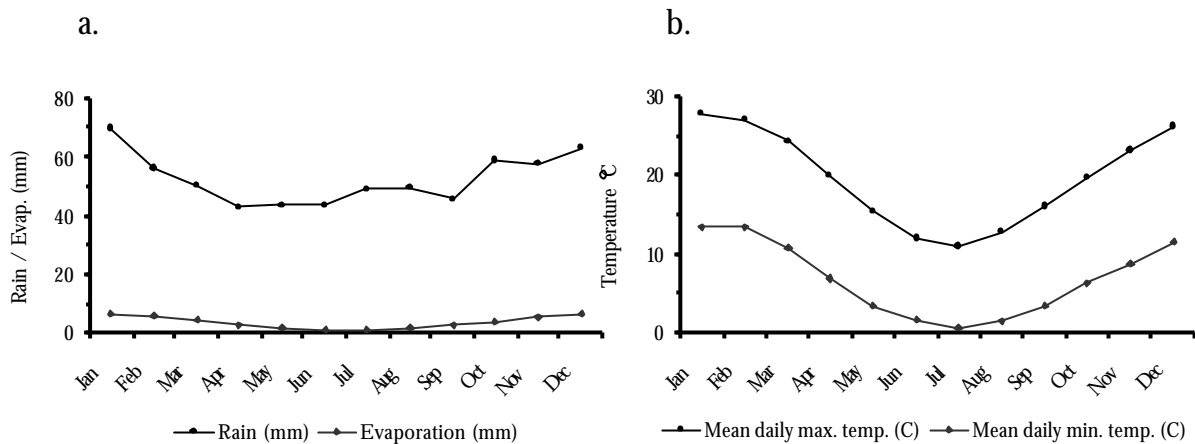 a.
Rain / Evap. (mm)
80
60
40
20
0
Jan
Feb
Mar
Apr
May
Jun
Jul
Aug
Sep
Oct
Nov
Dec
Rain (mm)
Evaporation (mm)
b.
Temperature °C
30
20
10
0
Jan
Feb
Mar
Apr
May
Jun
Jul
Aug
Sep
Oct
Nov
Dec
Mean daily max. temp. (C)
Mean daily min. temp. (C)